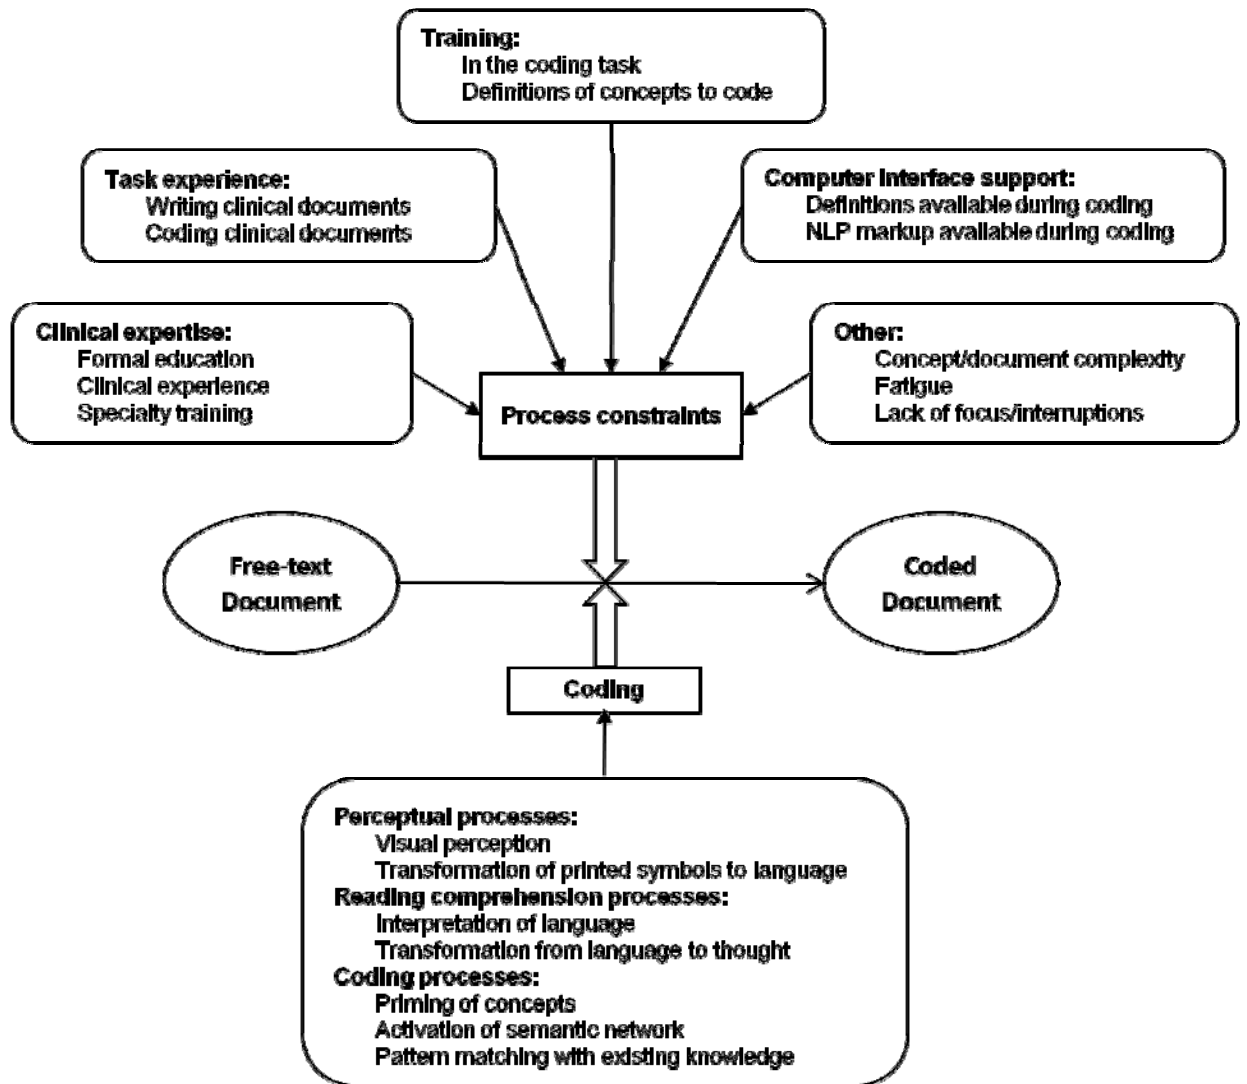 Training:
In the coding task
Definitions of concepts to code
Task experience:
Writing clinical documents
Coding clinical documents
Computer interface support:
Definitions available during coding
NLP markup available during coding
Clinical expertise:
Formal education
Clinical experience
Specialty training
Other:
Concept/document complexity
Fatigue
Lack of focus/interruptions
Process constraints
Free-text
Document
Coded
Document
Coding
Perceptual processes:
Visual perception
Transformation of printed symbols to language
Reading comprehension processes:
Interpretation of language
Transformation from language to thought
Coding processes:
Priming of concepts
Activation of semantic network
Pattern matching with existing knowledge